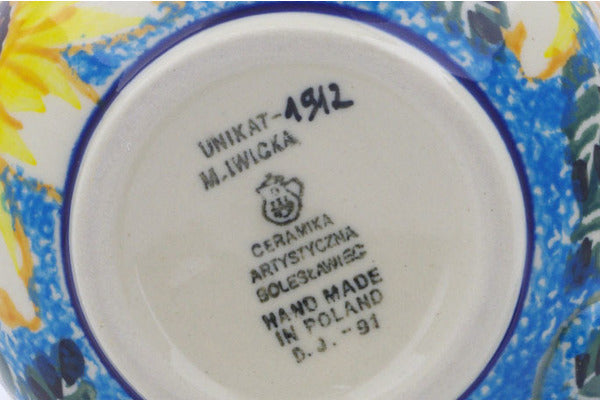 UNIKAT-1912
M.IWICKA
CERAMIKA
ARTYSTYCZNA
BOLESŁAWIEC
HAND MADE
IN POLAND
D.J.-91